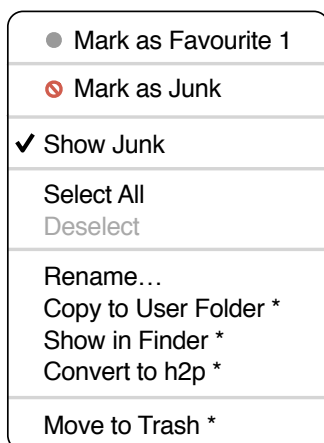 Mark as Favourite 1
Mark as Junk
Show Junk
Select All
Deselect
Rename…
Copy to User Folder *
Show in Finder *
Convert to h2p *
Move to Trash *